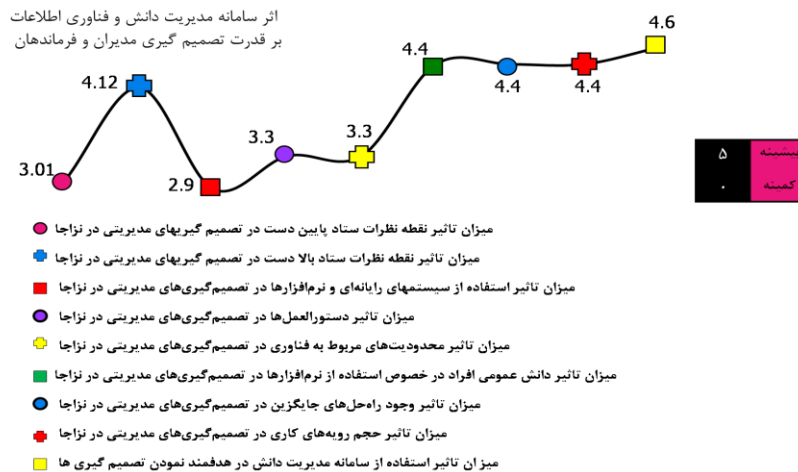 اثر سامانه مدیریت دانش و فناوری اطلاعات
بر قدرت تصمیم گیری مدیران و فرماندهان
4.6
4.4
4.12
4.4
4.4
3.3
3.3
3.01
2.9
بیشینه ۵
کمینه ۰
میزان تاثیر نقطه نظرات ستاد پایین دست در تصمیم گیریهای مدیریتی در نزاجا
میزان تاثیر نقطه نظرات ستاد بالا دست در تصمیم گیریهای مدیریتی در نزاجا
میزان تاثیر استفاده از سیستمهای رایانه‌ای و نرم‌افزارها در تصمیم‌گیری‌های مدیریتی در نزاجا
میزان تاثیر دستورالعمل‌ها در تصمیم‌گیری‌های مدیریتی در نزاجا
میزان تاثیر محدودیت‌های مربوط به فناوری در تصمیم‌گیری‌های مدیریتی در نزاجا
میزان تاثیر دانش عمومی افراد در خصوص استفاده از نرم‌افزارها در تصمیم‌گیری‌های مدیریتی در نزاجا
میزان تاثیر وجود راه‌حل‌های جایگزین در تصمیم‌گیری‌های مدیریتی در نزاجا
میزان تاثیر حجم رویه‌های کاری در تصمیم‌گیری‌های مدیریتی در نزاجا
میزان تاثیر استفاده از سامانه مدیریت دانش در هدفمند نمودن تصمیم گیری ها